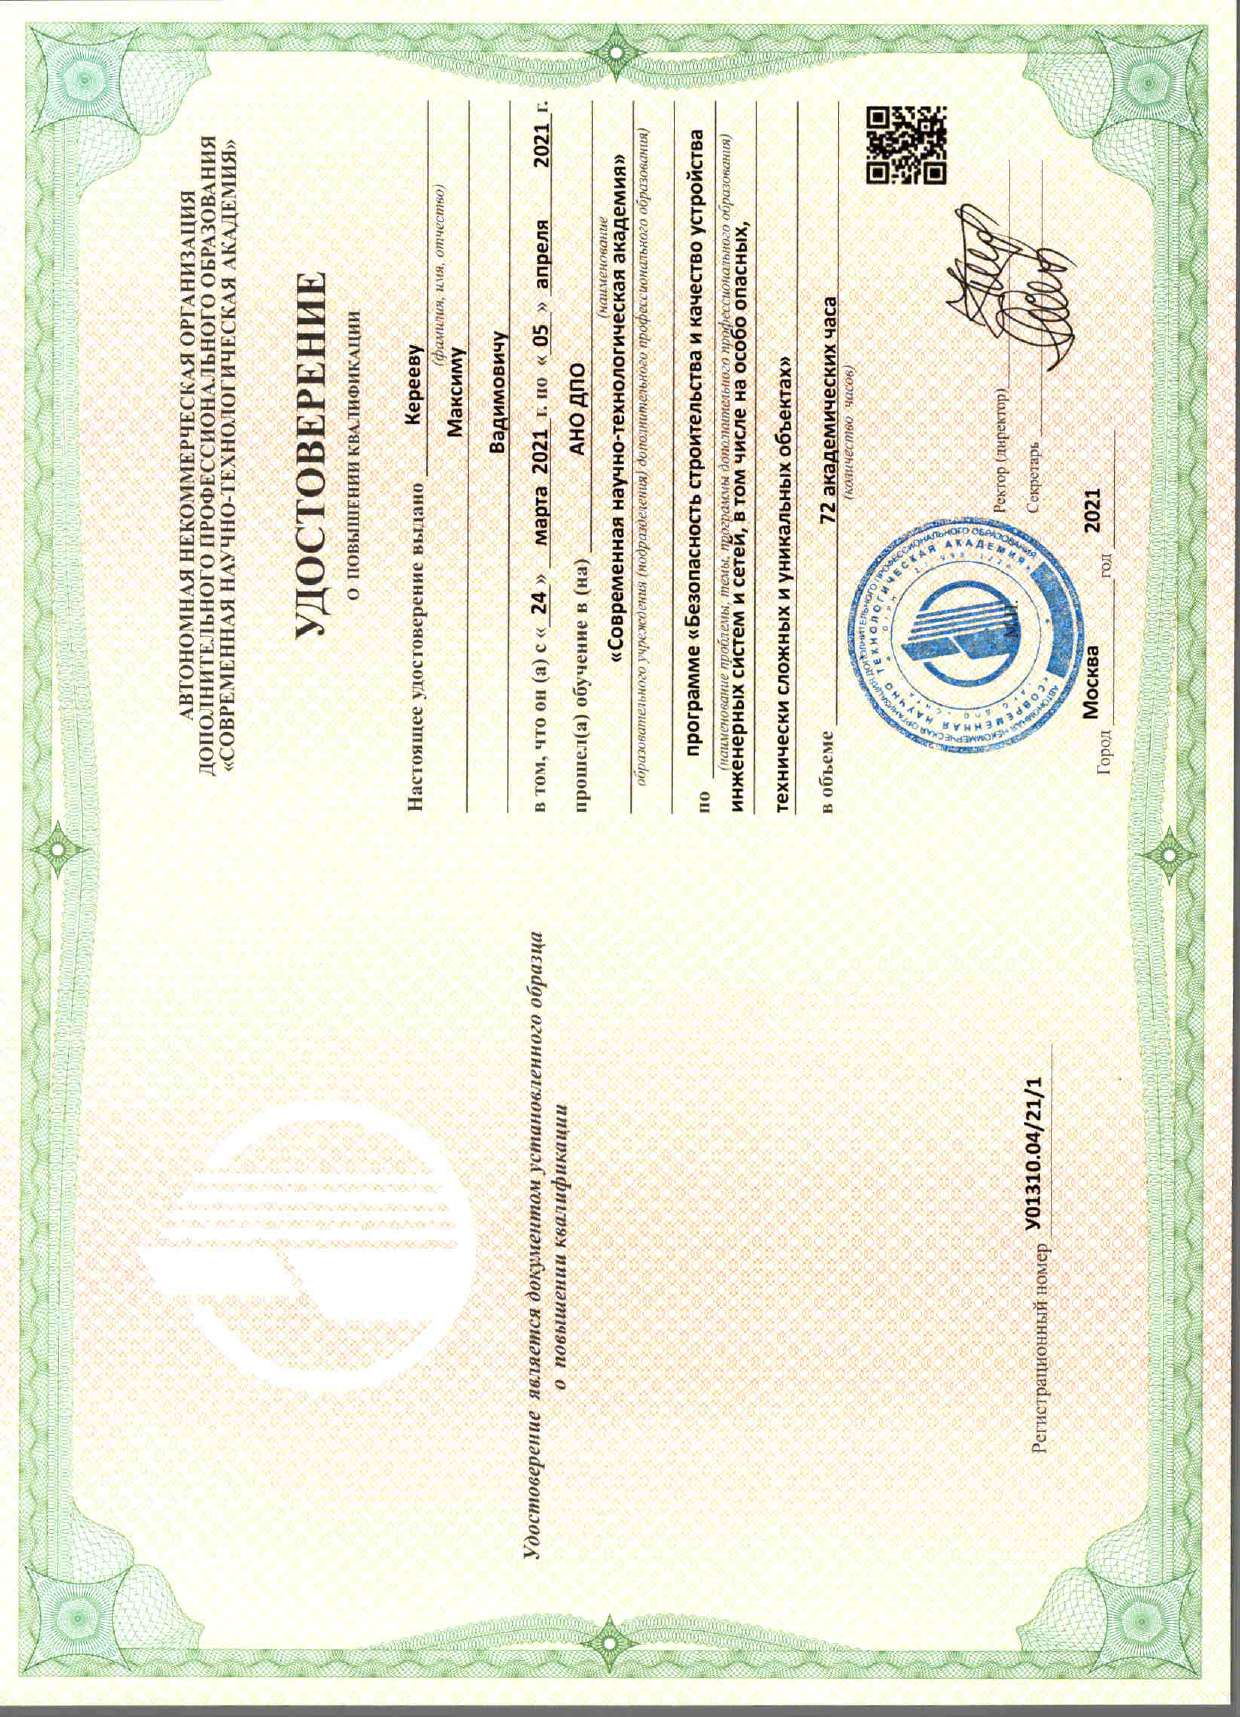 Удостоверение является документом установленного образца
о повышении квалификации
Регистрационный номер У01310.04/21/1
АВТОНОМНАЯ НЕКОММЕРЧЕСКАЯ ОРГАНИЗАЦИЯ
ДОПОЛНИТЕЛЬНОГО ПРОФЕССИОНАЛЬНОГО ОБРАЗОВАНИЯ
«СОВРЕМЕННАЯ НАУЧНО-ТЕХНОЛОГИЧЕСКАЯ АКАДЕМИЯ»
УДОСТОВЕРЕНИЕ
О ПОВЫШЕНИИ КВАЛИФИКАЦИИ
Настоящее удостоверение выдано Керееву
(фамилия, имя, отчество)
Максиму
Вадимовичу
в том, что он (а) с « 24 » марта 2021 г. по « 05 » апреля 2021 г.
прошел(а) обучение в (на) АНО ДПО
(наименование
«Современная научно-технологическая академия»
образовательного учреждения (подразделения) дополнительного профессионального образования)
по программе «Безопасность строительства и качество устройства
(наименование проблемы, темы, программы дополнительного профессионального образования)
инженерных систем и сетей, в том числе на особо опасных,
технически сложных и уникальных объектах»
в объеме 72 академических часа
(количество часов)
АВТОНОМНАЯ НЕКОММЕРЧЕСКАЯ ОРГАНИЗАЦИЯ ДОПОЛНИТЕЛЬНОГО ПРОФЕССИОНАЛЬНОГО ОБРАЗОВАНИЯ
СОВРЕМЕННАЯ НАУЧНО ТЕХНОЛОГИЧЕСКАЯ АКАДЕМИЯ
М.П.
Ректор (директор)
Секретарь
Город Москва год 2021